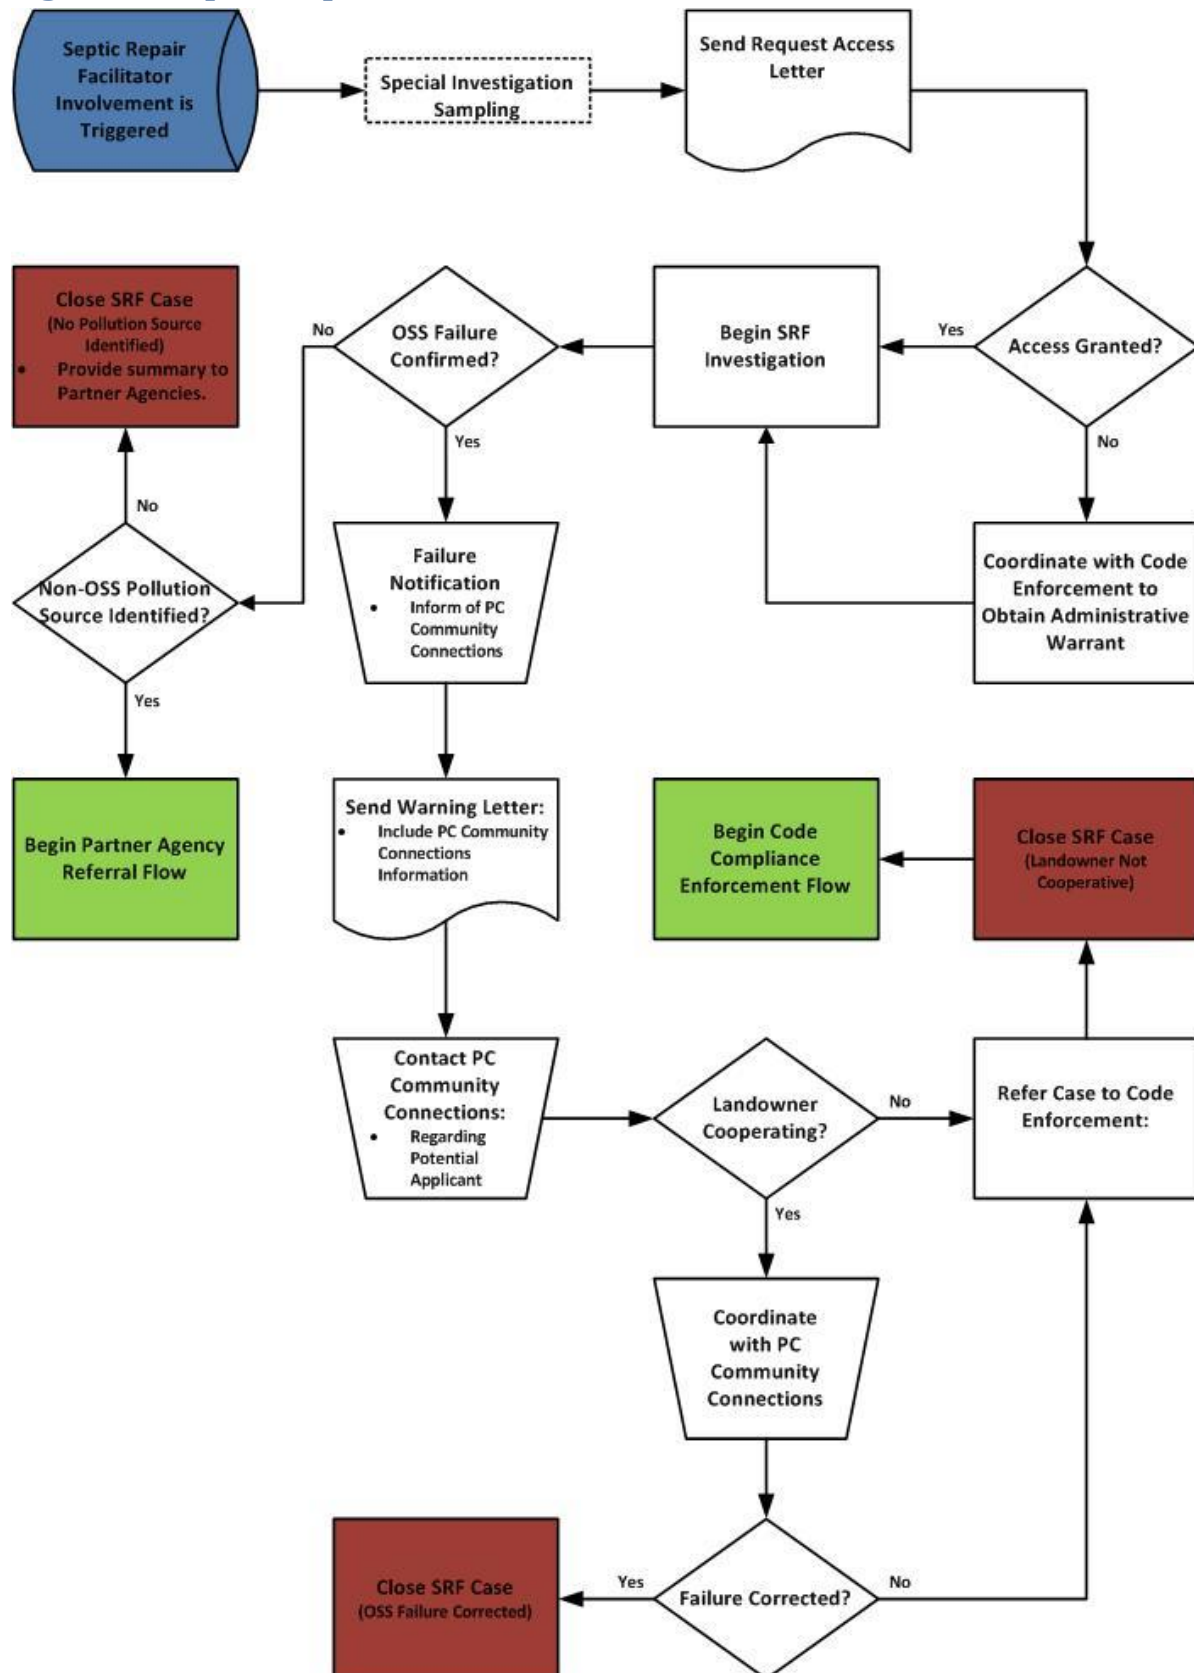 Septic Repair
Facilitator
Involvement is
Triggered
Special Investigation
Sampling
Send Request Access
Letter
Close SRF Case
(No Pollution Source
Identified)
• Provide summary to
Partner Agencies.
No
OSS Failure
Confirmed?
Begin SRF
Investigation
Yes
Access Granted?
Yes
No
No
Non-OSS Pollution
Source Identified?
Yes
Failure
Notification
• Inform of PC
Community
Connections
Coordinate with Code
Enforcement to
Obtain Administrative
Warrant
Begin Partner Agency
Referral Flow
Send Warning Letter:
• Include PC Community
Connections
Information
Begin Code
Compliance
Enforcement Flow
Close SRF Case
(Landowner Not
Cooperative)
Contact PC
Community
Connections:
• Regarding
Potential
Applicant
Landowner
Cooperating?
No
Refer Case to Code
Enforcement:
Yes
Coordinate
with PC
Community
Connections
Close SRF Case
(OSS Failure Corrected)
Yes
Failure Corrected?
No